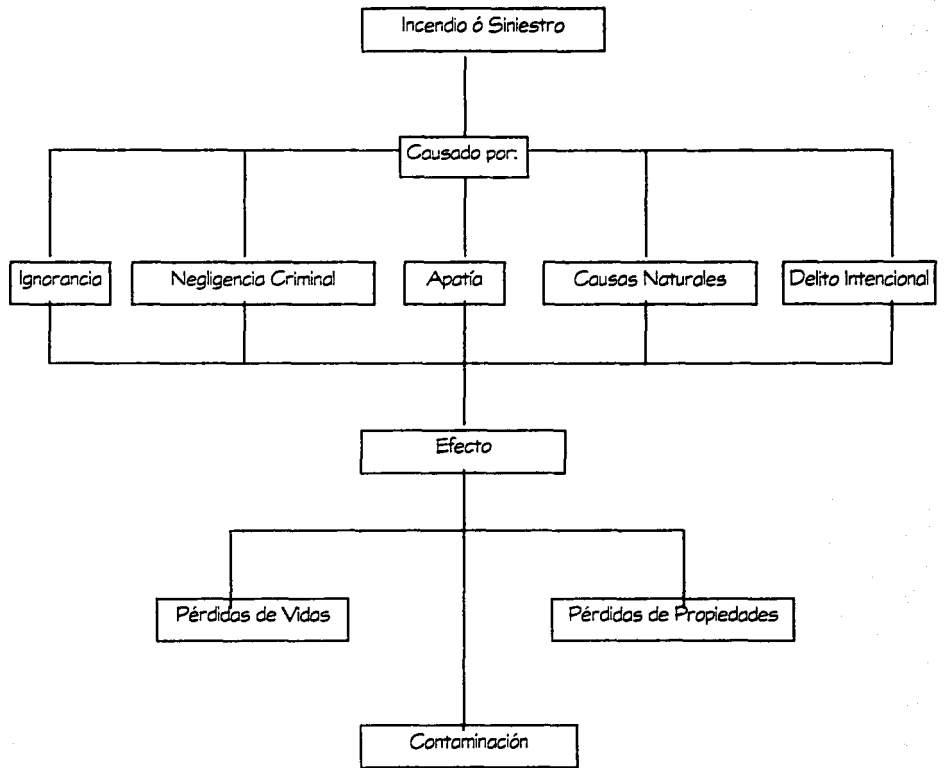 Incendio ó Siniestro
Causado por:
Ignorancia
Negligencia Criminal
Apatía
Causas Naturales
Delito Intencional
Efecto
Pérdidas de Vidas
Pérdidas de Propiedades
Contaminación